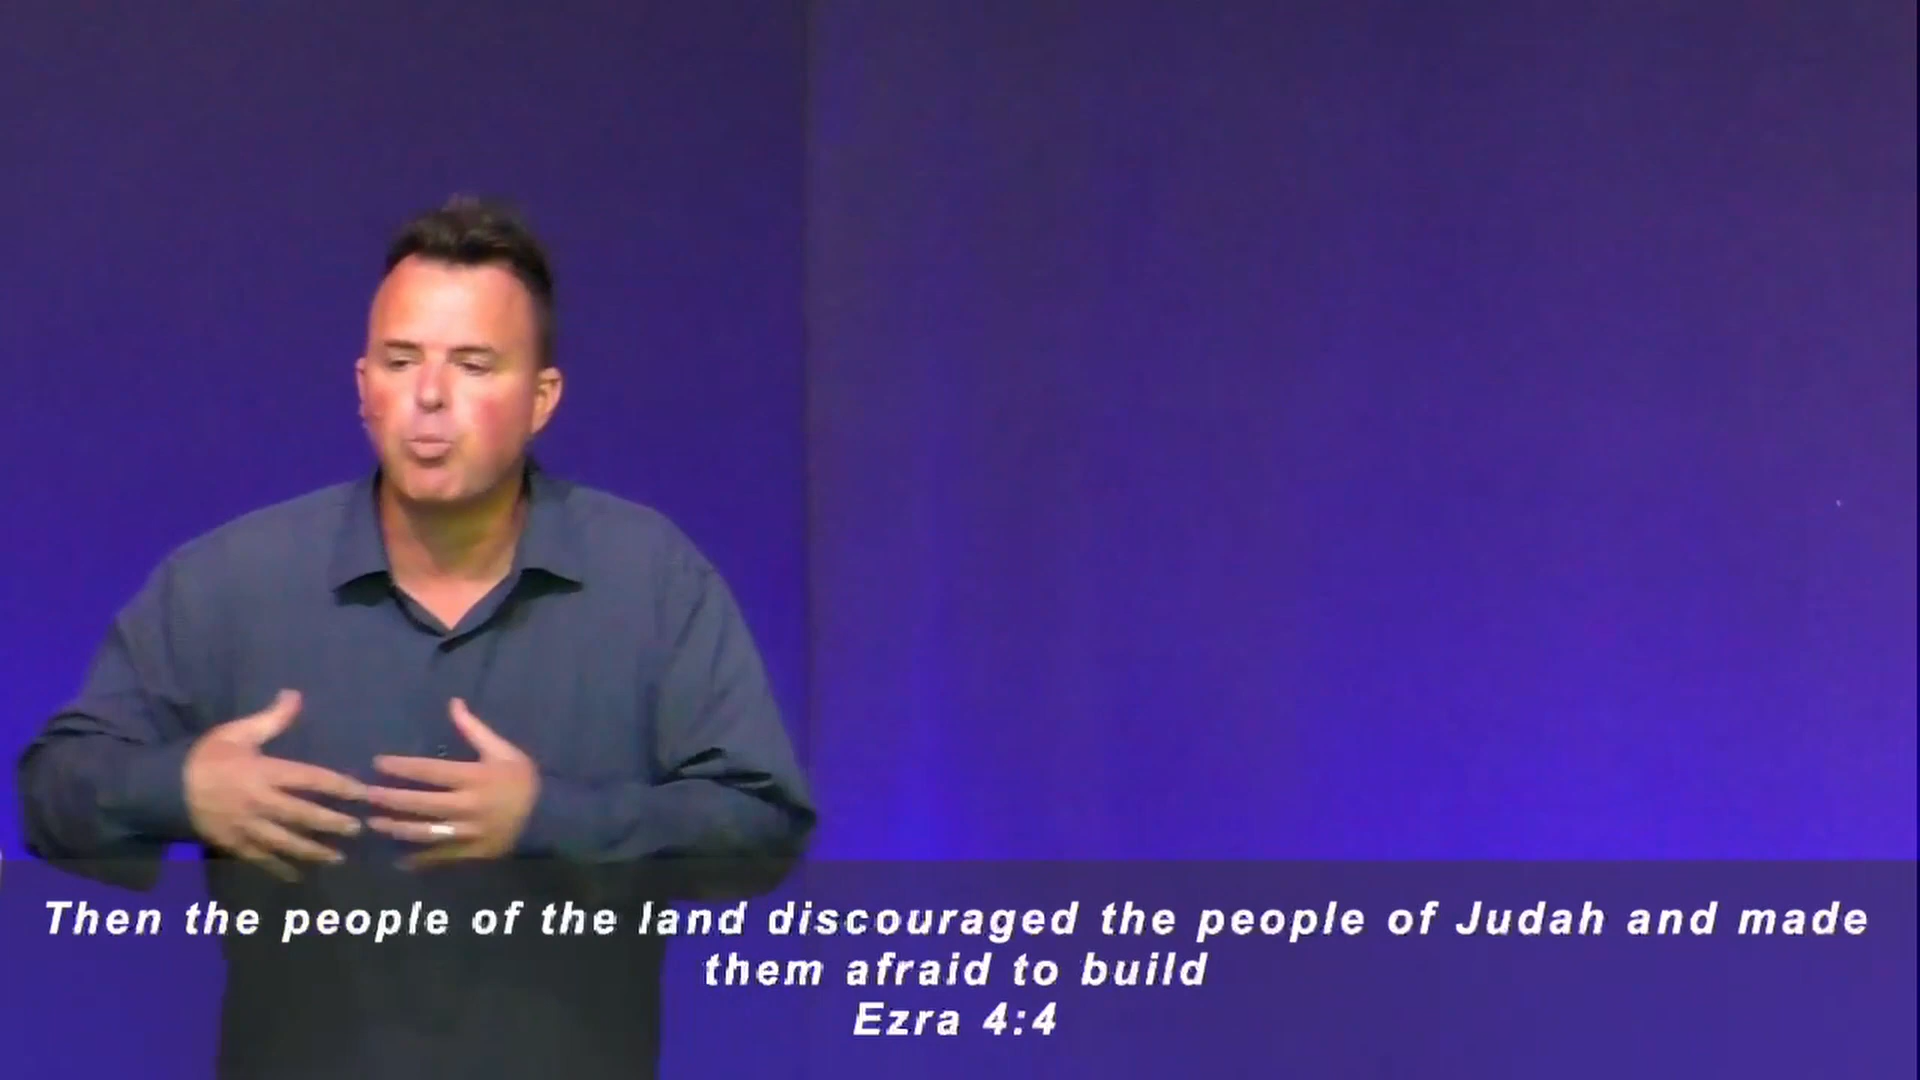 Then the people of the land discouraged the people of Judah and made
them afraid to build
Ezra 4:4